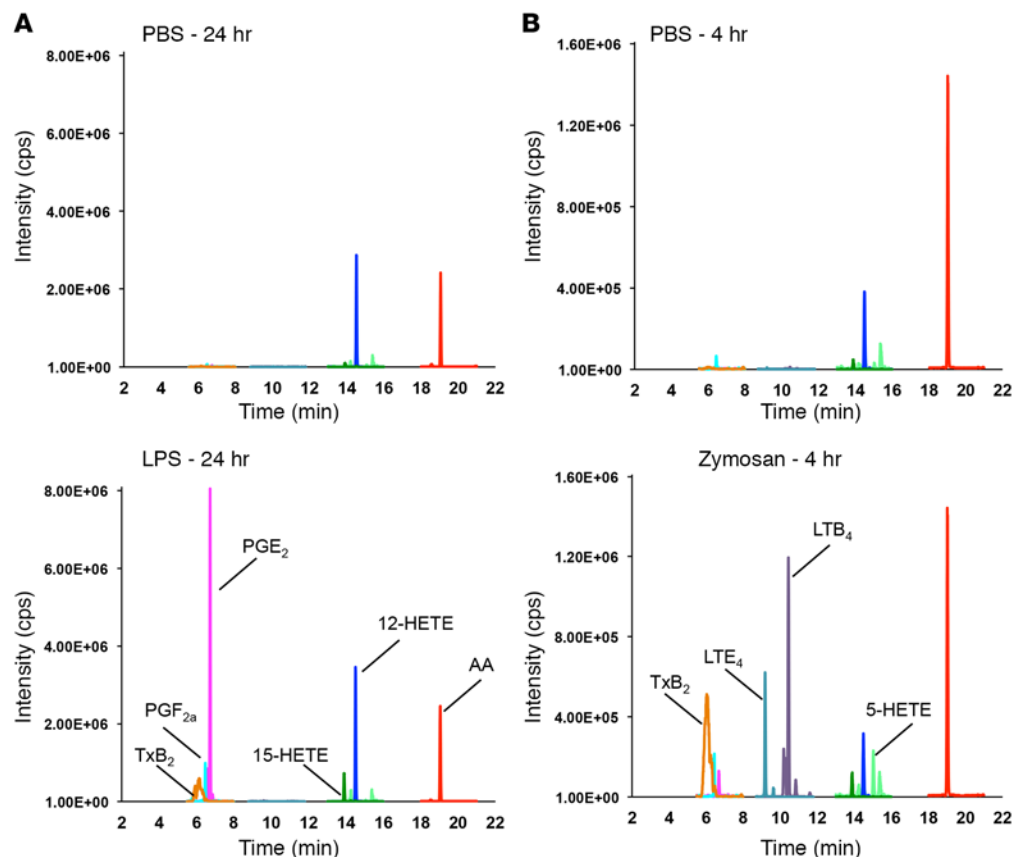 A
PBS - 24 hr
8.00E+06
6.00E+06
4.00E+06
2.00E+06
1.00E+00
Intensity (cps)
2 4 6 8 10 12 14 16 18 20 22
Time (min)
B
PBS - 4 hr
1.60E+06
1.20E+06
8.00E+05
4.00E+05
1.00E+00
Intensity (cps)
2 4 6 8 10 12 14 16 18 20 22
Time (min)
LPS - 24 hr
8.00E+06
6.00E+06
4.00E+06
2.00E+06
1.00E+00
Intensity (cps)
PGE₂
12-HETE
AA
PGF₂ₐ
TxB₂
15-HETE
2 4 6 8 10 12 14 16 18 20 22
Time (min)
Zymosan - 4 hr
1.60E+06
1.20E+06
8.00E+05
4.00E+05
1.00E+00
Intensity (cps)
LTB₄
LTE₄
TxB₂
5-HETE
2 4 6 8 10 12 14 16 18 20 22
Time (min)